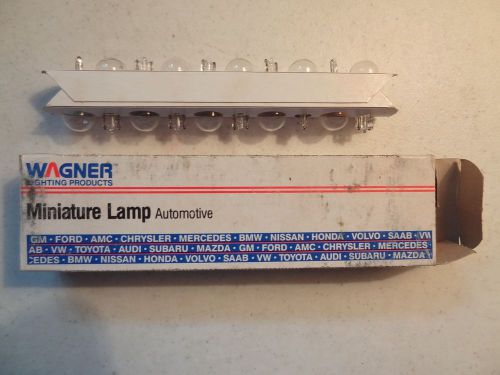 WAGNER
LIGHTING PRODUCTS
Miniature Lamp Automotive
GM • FORD • AMC • CHRYSLER • MERCEDES • BMW • NISSAN • HONDA • VOLVO • SAAB • VW
AB • VW • TOYOTA • AUDI • SUBARU • MAZDA • GM • FORD • AMC • CHRYSLER • MERCEDES
CEDES • BMW • NISSAN • HONDA • VOLVO • SAAB • VW • TOYOTA • AUDI • SUBARU • MAZDA